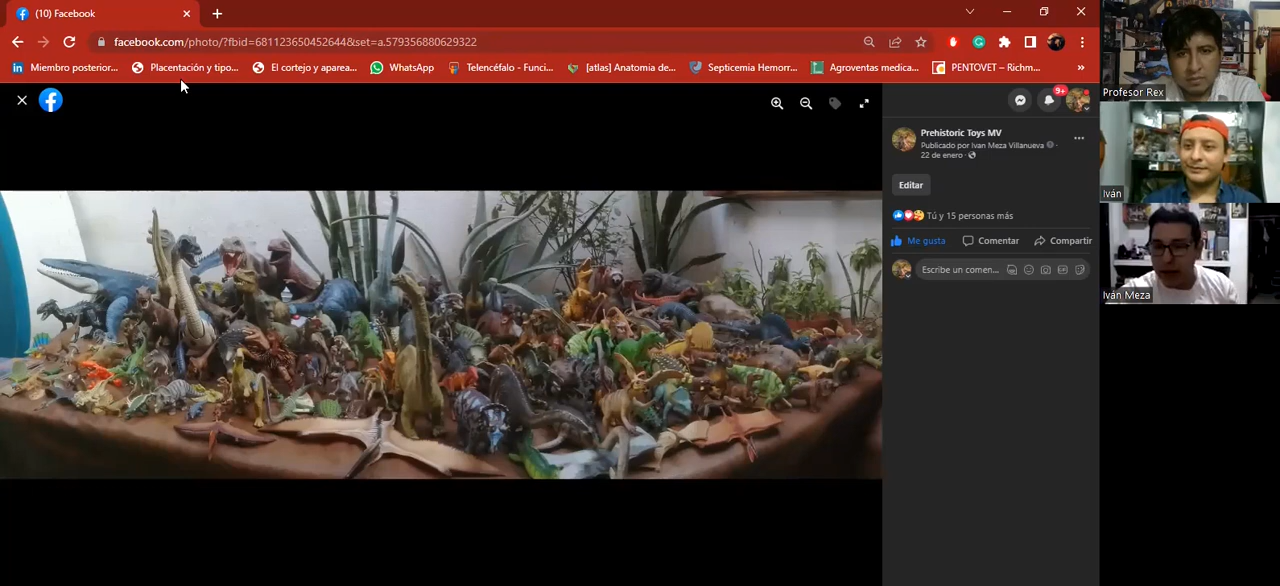 (10) Facebook
facebook.com/photo/?fbid=681123650452644&set=a.579356880629322
Miembro posterior...
Placentación y tipo...
El cortejo y aparea...
WhatsApp
Telencéfalo - Funci...
[atlas] Anatomia de...
Septicemia Hemorr...
Agroventas medica...
PENTOVET – Richm...
»
9+
Prehistoric Toys MV
Publicado por Ivan Meza Villanueva
22 de enero
Editar
Tú y 15 personas más
Me gusta
Comentar
Compartir
Escribe un comen...
Profesor Rex
Iván
Iván Meza